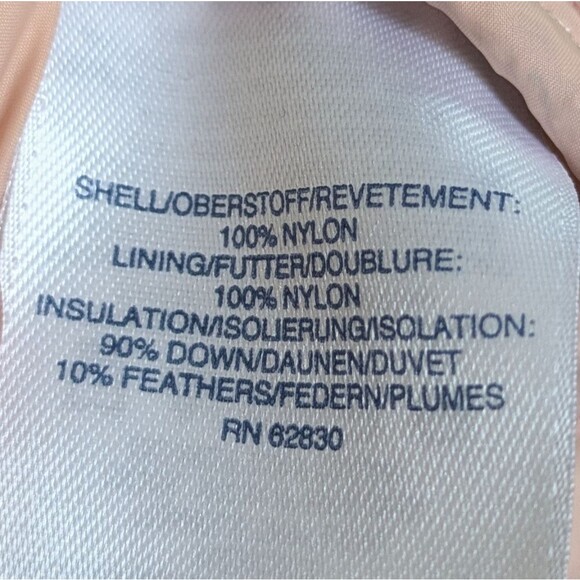 SHELL/OBERSTOFF/REVETEMENT:
100% NYLON
LINING/FUTTER/DOUBLURE:
100% NYLON
INSULATION/ISOLIERUNG/ISOLATION:
90% DOWN/DAUNEN/DUVET
10% FEATHERS/FEDERN/PLUMES
RN 62830